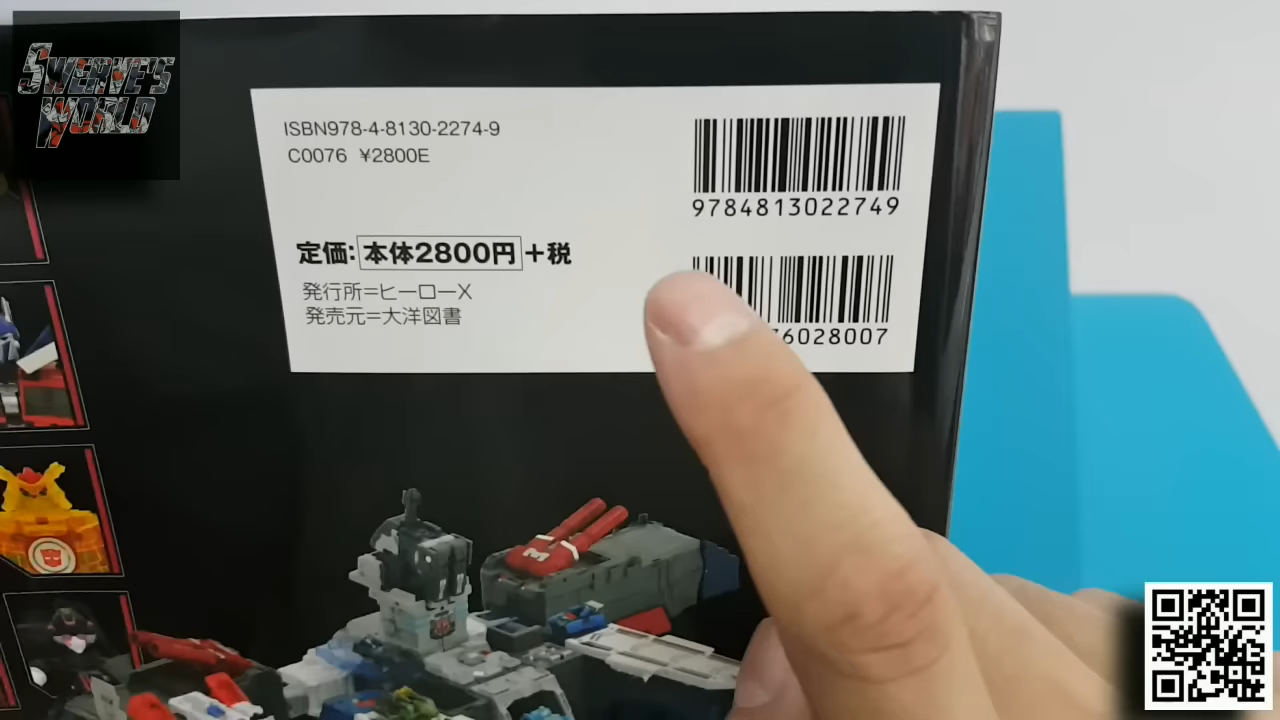 SWERVE'S
WORLD
ISBN978-4-8130-2274-9
C0076 ¥2800E
9784813022749
定価:本体2800円+税
発行所=ヒーローX
発売元=大洋図書
6028007
M